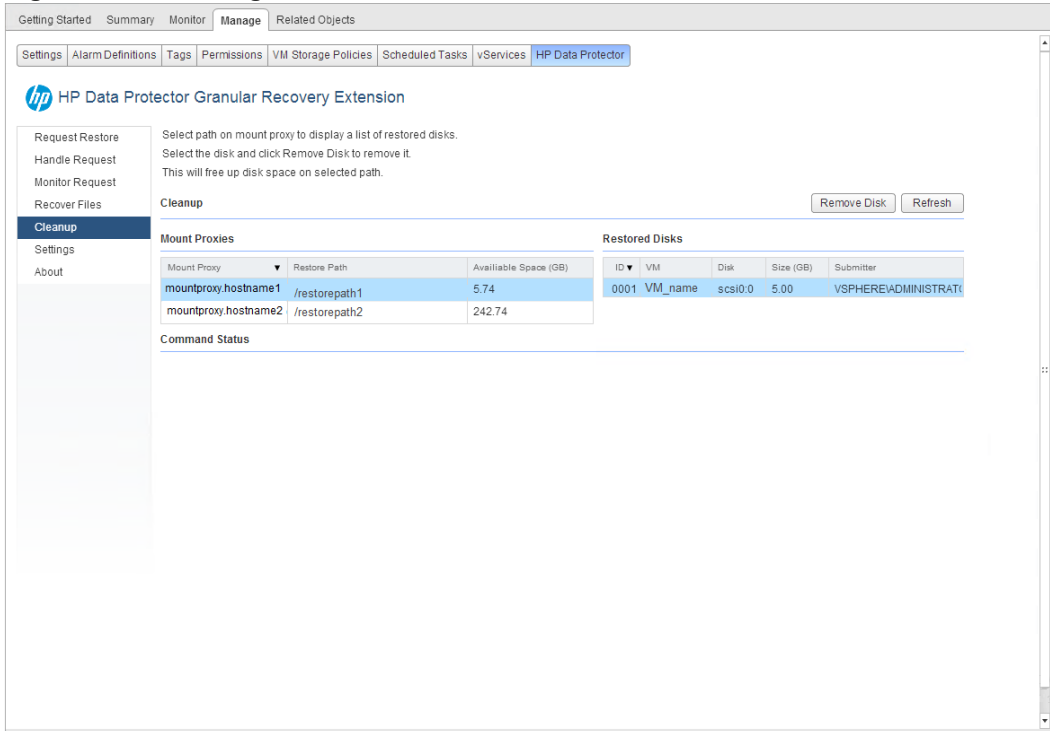 Getting Started Summary Monitor Manage Related Objects
Settings Alarm Definitions Tags Permissions VM Storage Policies Scheduled Tasks vServices HP Data Protector
hp HP Data Protector Granular Recovery Extension
Request Restore
Handle Request
Monitor Request
Recover Files
Cleanup
Settings
About
Select path on mount proxy to display a list of restored disks.
Select the disk and click Remove Disk to remove it.
This will free up disk space on selected path.
Cleanup Remove Disk Refresh
Mount Proxies
Mount Proxy Restore Path Availiable Space (GB)
mountproxy.hostname1 /restorepath1 5.74
mountproxy.hostname2 /restorepath2 242.74
Restored Disks
ID VM Disk Size (GB) Submitter
0001 VM_name scsi0:0 5.00 VSPHERE\ADMINISTRAT
Command Status